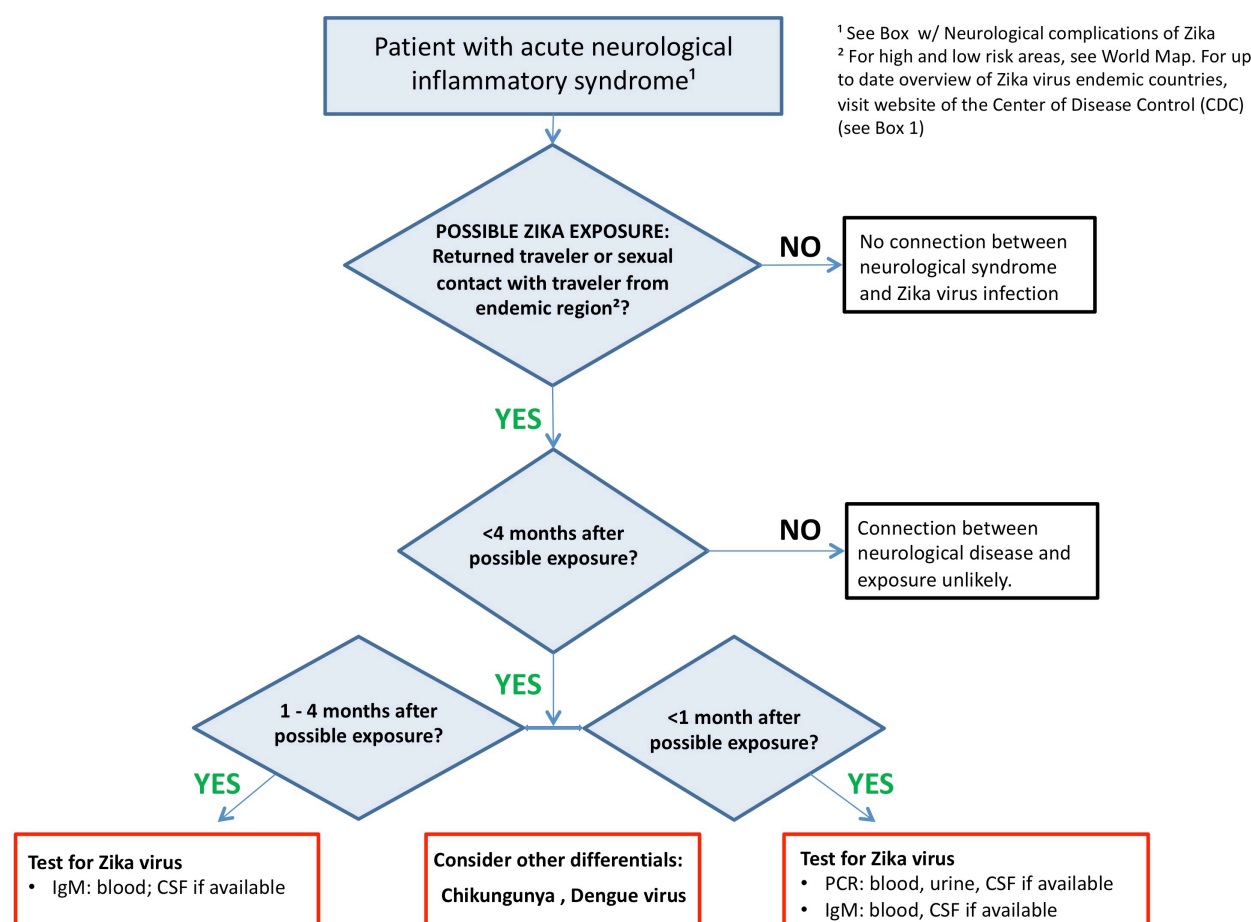 Patient with acute neurological
inflammatory syndrome¹
¹ See Box w/ Neurological complications of Zika
² For high and low risk areas, see World Map. For up
to date overview of Zika virus endemic countries,
visit website of the Center of Disease Control (CDC)
(see Box 1)
POSSIBLE ZIKA EXPOSURE:
Returned traveler or sexual
contact with traveler from
endemic region²?
NO
No connection between
neurological syndrome
and Zika virus infection
YES
<4 months after
possible exposure?
NO
Connection between
neurological disease and
exposure unlikely.
YES
1 - 4 months after
possible exposure?
<1 month after
possible exposure?
YES
YES
Test for Zika virus
• IgM: blood; CSF if available
Consider other differentials:
Chikungunya , Dengue virus
Test for Zika virus
• PCR: blood, urine, CSF if available
• IgM: blood, CSF if available